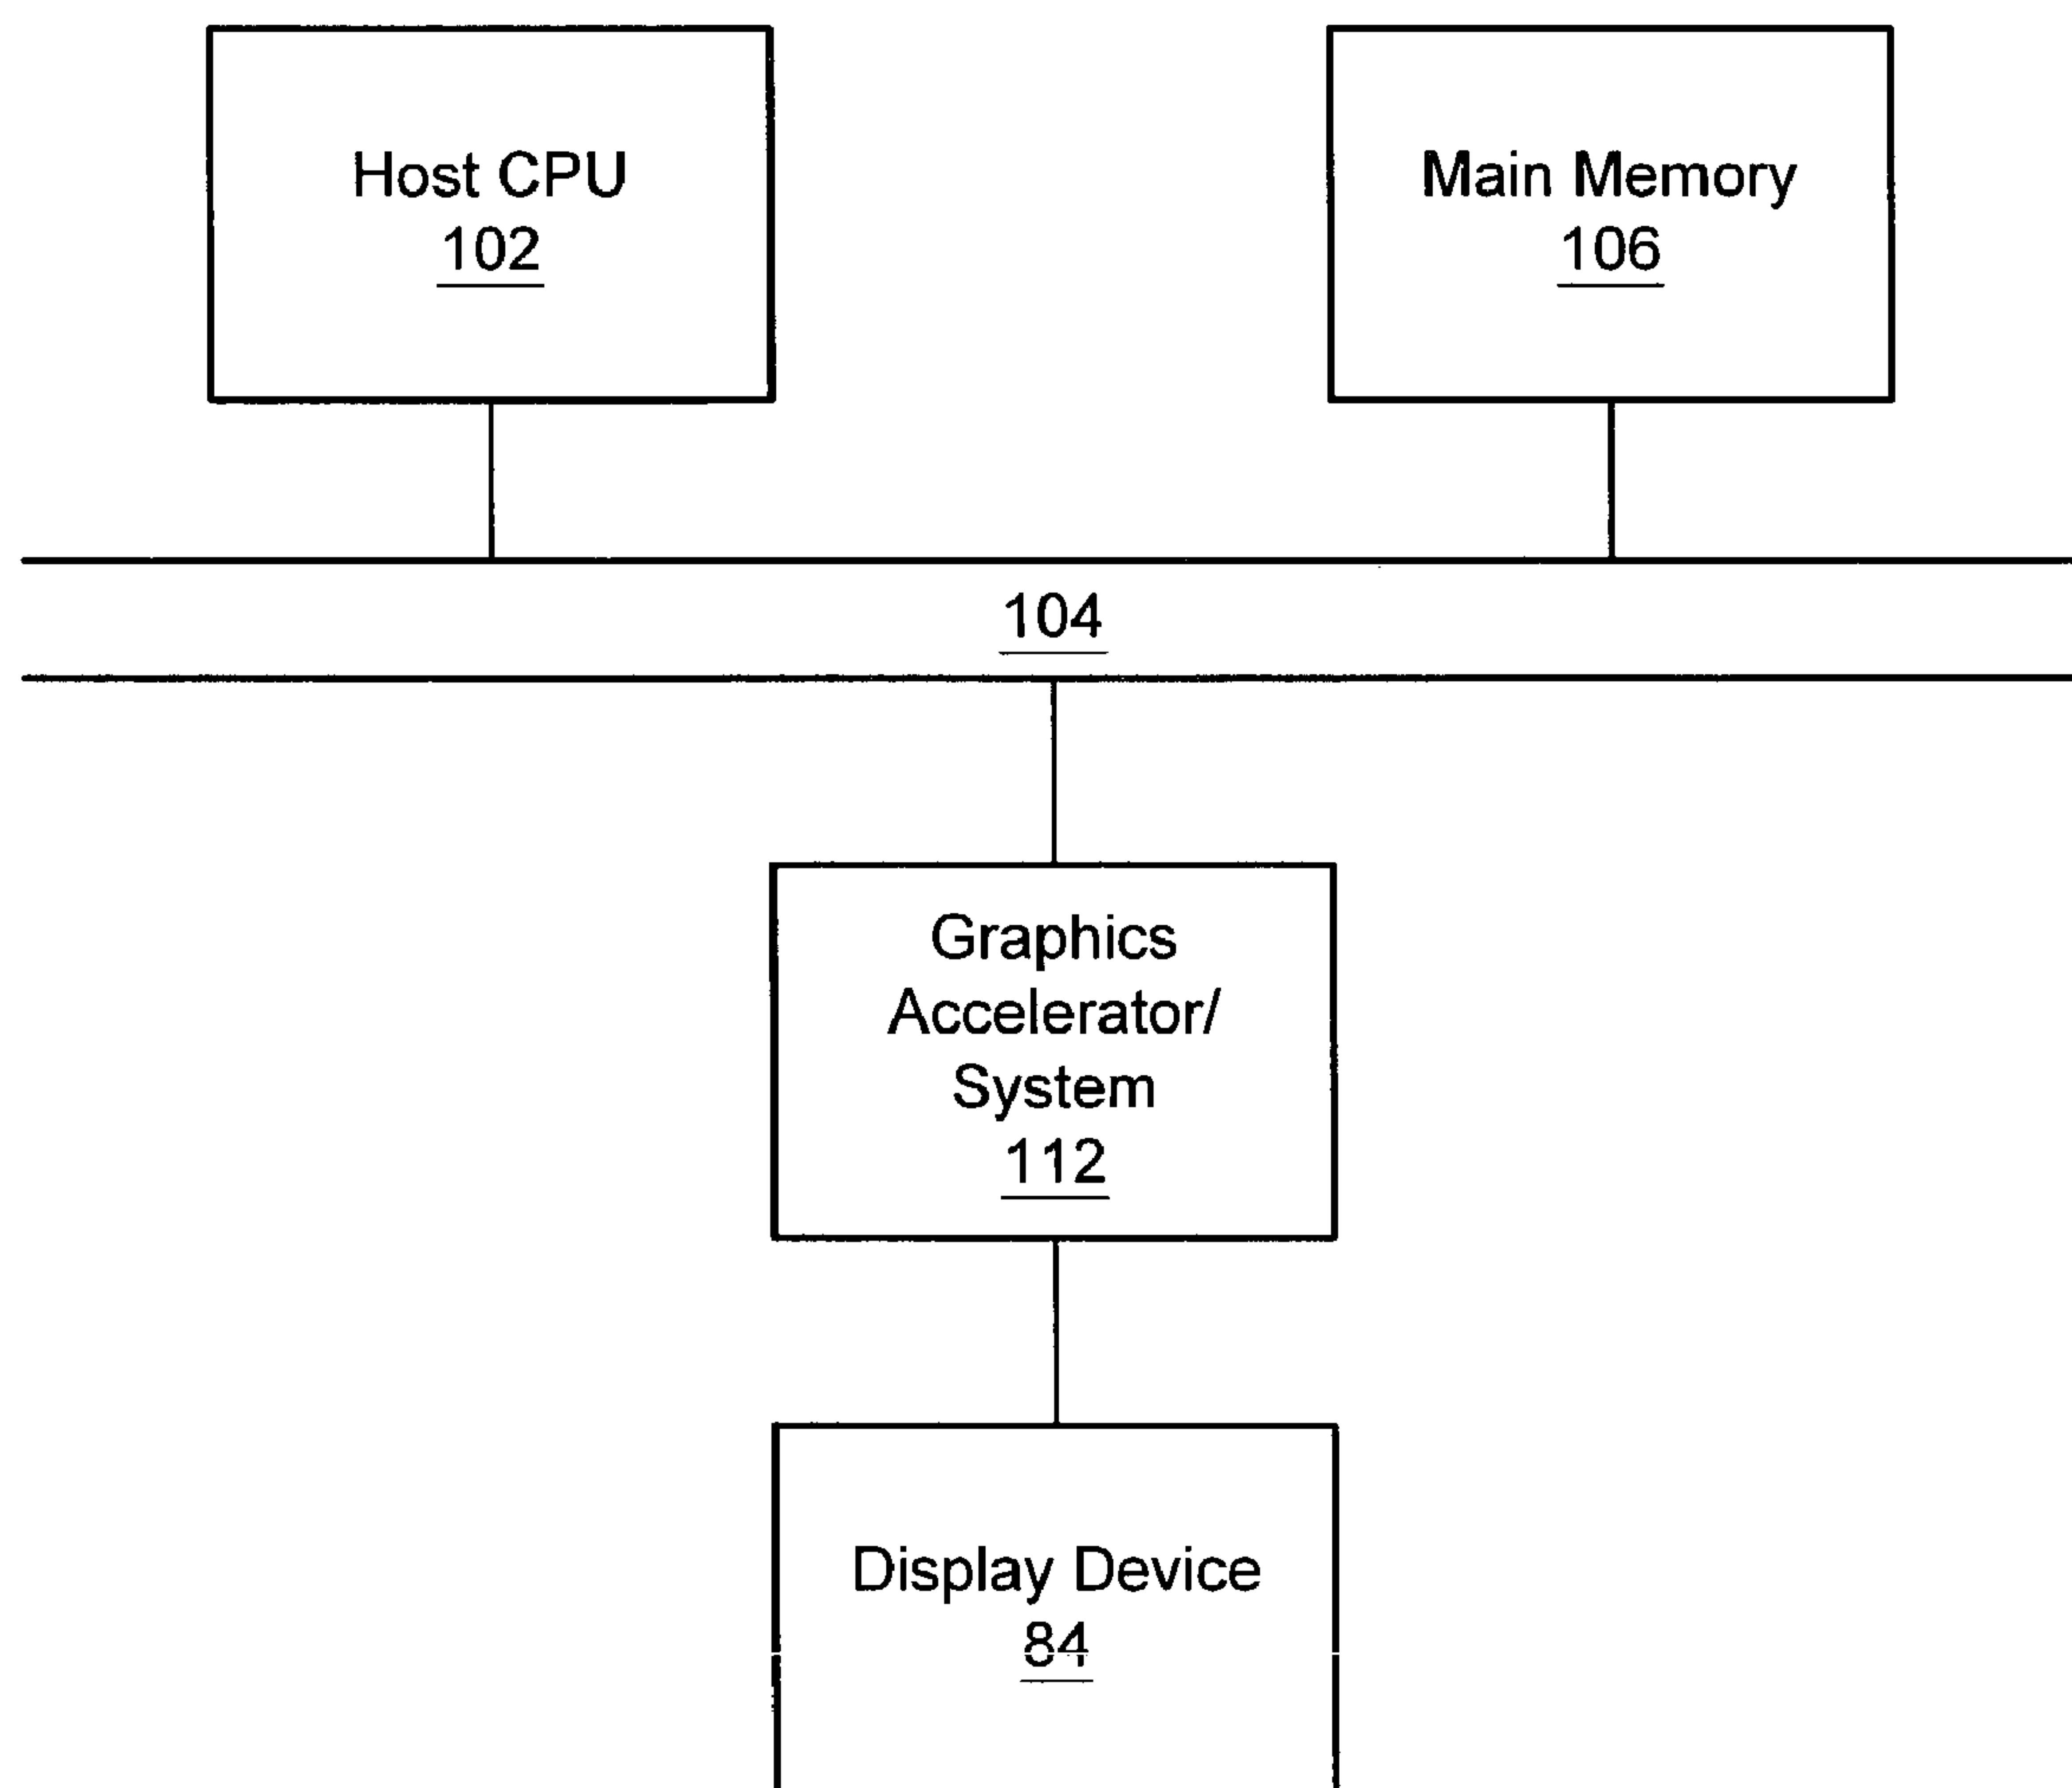 Host CPU
102
Main Memory
106
104
Graphics
Accelerator/
System
112
Display Device
84